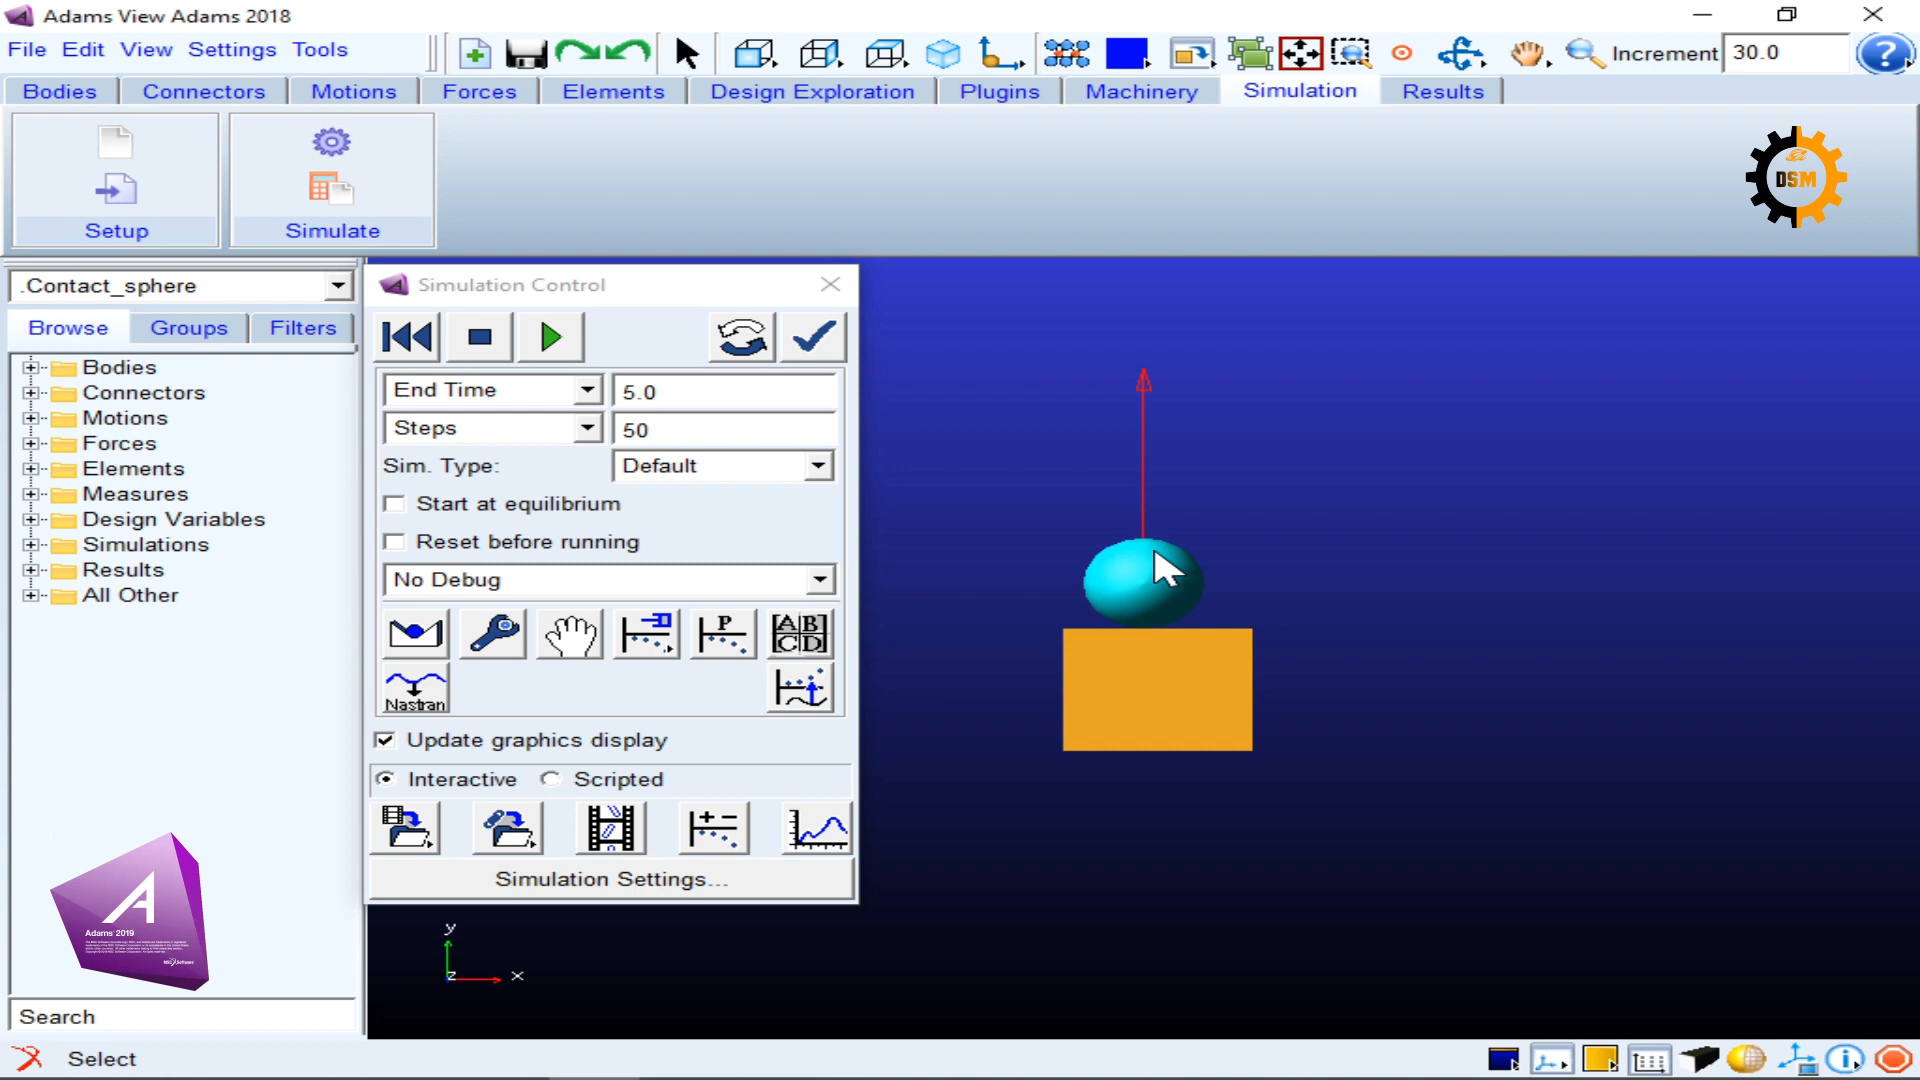 Adams View Adams 2018
File Edit View Settings Tools
Increment 30.0
Bodies Connectors Motions Forces Elements Design Exploration Plugins Machinery Simulation Results
DSM
Setup Simulate
.Contact_sphere
Browse Groups Filters
Bodies
Connectors
Motions
Forces
Elements
Measures
Design Variables
Simulations
Results
All Other
Simulation Control
End Time 5.0
Steps 50
Sim. Type: Default
Start at equilibrium
Reset before running
No Debug
P
A B
C D
Nastran
Update graphics display
Interactive Scripted
Simulation Settings...
y
z x
Adams 2019
Search
Select